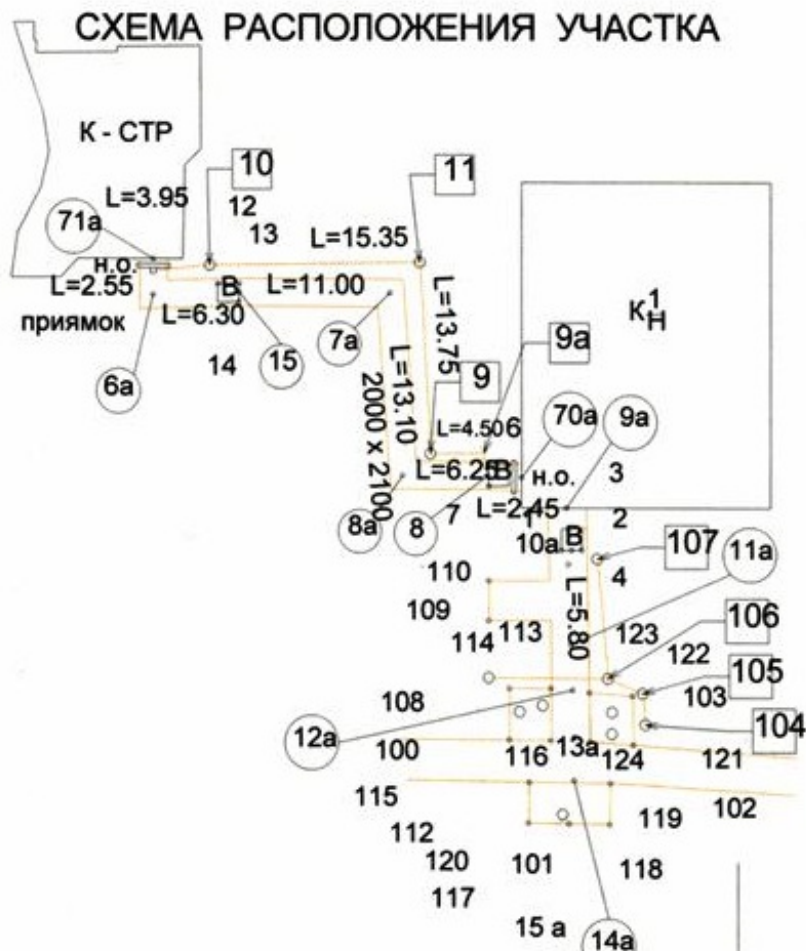 СХЕМА РАСПОЛОЖЕНИЯ УЧАСТКА
К - СТР
10
11
L=3.95
12
71а
13
L=15.35
н.о.
L=2.55
В
L=11.00
приямок
L=6.30
7а
L=13.75
К 1 Н
9а
6а
14
15
L=13.10
2000 x 2100
9
70а
9а
L=4.50
6
L=6.25
В
н.о.
3
8а
8
7
L=2.45
1
2
10а
В
107
11а
110
4
L=5.80
109
114
113
123
106
122
105
108
103
104
12а
100
116
13а
124
121
115
102
112
119
120
101
118
117
15 а
14а